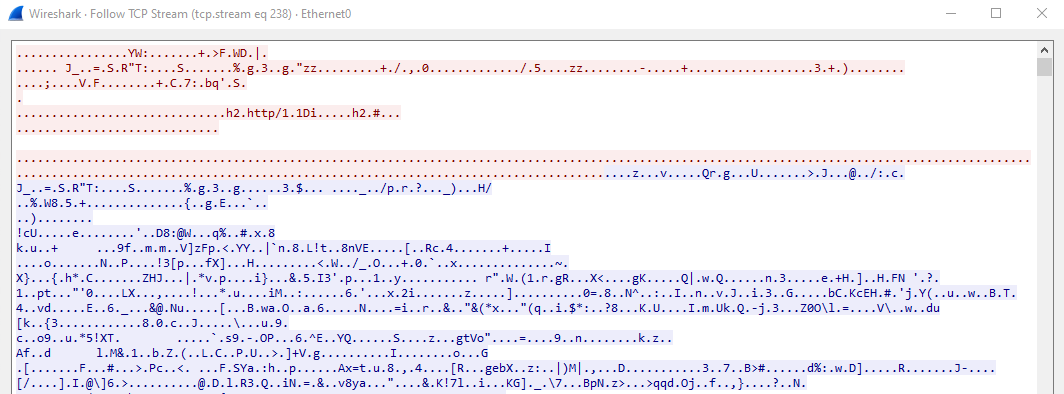 Wireshark · Follow TCP Stream (tcp.stream eq 238) · Ethernet0
................YW:.......+.>F.WD.|.
...... J_..=.S.R"T:....S.......%.g.3..g."zz.........+./.,.0............./.5....zz........-.....+..................3.+.)........
....;....V.F........+.C.7:.bq'.S.
.
..............................h2.http/1.1Di.....h2.#...
.............................
....z...v.....Qr.g...U.......>.J...@../:.c.
J_..=.S.R"T:....S.......%.g.3..g......3.$... ...._../p.r.?..._)...H/
..%.W8.5.+..............{..g.E...`..
..)........
!cU.....e........'..D8:@W...q%..#.x.8
k.u..+     ...9f..m.m..V]zFp.<.YY..|`n.8.L!t..8nVE.....[..Rc.4.......+.....I
....o.......N..P....!3[p...fX]...H........<.W../_.O...+.0.`..x.............~.
X}...{.h*.C.......ZHJ...|.*v.p....i}...&.5.I3'.p...1..y........... r".W.(1.r.gR...X<....gK.....Q|.w.Q......n.3.....e.+H.]..H.FN '.?.
1..pt..."'0....LX...,....!...*.u....iM..:......6.'...x.2i.......z.....]..........0=.8..N^..:..I..n..v.J..i.3..G.....bC.KcEH.#.'j.Y(..u..w..B.T.
4..vd.....E..6._...&@.Nu.....[...B.wa.O..a.6.....N....=i..r..&.."&(*x..."(q..i.$*:..?8...K.U....I.m.Uk.Q.-j.3...Z0O\l.=....V\..w..du
[k..{3...........8.0.c..J.....\...u.9.
c..o9..u.*5!XT.        .....`.s9.-.OP...6.^E..YQ......S....z...gtVo"....=....9..n........k.z..
Af..d      l.M&.1..b.Z.(..L.C..P.U..>.]+V.g..........I........o...G
.[.......F...#...>.Pc..<. ...F.SYa.:h..p......Ax=t.u.8.,.4....[R...gebX..z:..|)M|.,...D...........3..7..B>#......d%:.w.D].....R.......J-....
[/....].I.@\]6.>..........@.D.l.R3.Q..iN.=.&..v8ya..."....&.K!7l..i...KG]._.\7...BpN.z>...>qqd.Oj..f..,}....?..N.